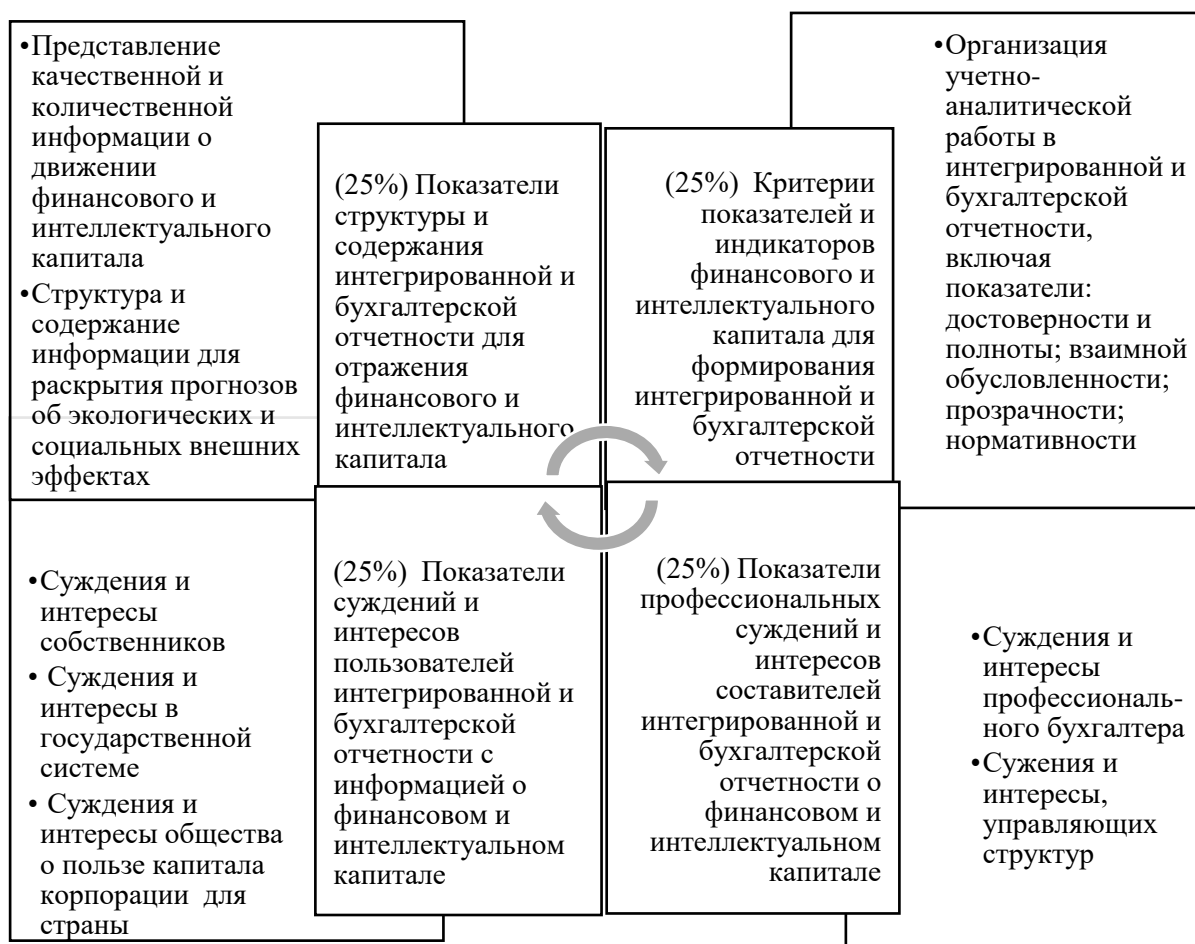 •Представление
качественной и
количественной
информации о
движении
финансового и
интеллектуального
капитала
•Структура и
содержание
информации для
раскрытия прогнозов
об экологических и
социальных внешних
эффектах
(25%) Показатели
структуры и
содержания
интегрированной и
бухгалтерской
отчетности для
отражения
финансового и
интеллектуального
капитала
(25%) Критерии
показателей и
индикаторов
финансового и
интеллектуального
капитала для
формирования
интегрированной и
бухгалтерской
отчетности
•Организация
учетно-
аналитической
работы в
интегрированной и
бухгалтерской
отчетности,
включая
показатели:
достоверности и
полноты; взаимной
обусловленности;
прозрачности;
нормативности
•Суждения и
интересы
собственников
• Суждения и
интересы в
государственной
системе
• Суждения и
интересы общества
о пользе капитала
корпорации для
страны
(25%) Показатели
суждений и
интересов
пользователей
интегрированной и
бухгалтерской
отчетности с
информацией о
финансовом и
интеллектуальном
капитале
(25%) Показатели
профессиональных
суждений и
интересов
составителей
интегрированной и
бухгалтерской
отчетности о
финансовом и
интеллектуальном
капитале
•Суждения и
интересы
профессиональ-
ного бухгалтера
•Сужения и
интересы,
управляющих
структур